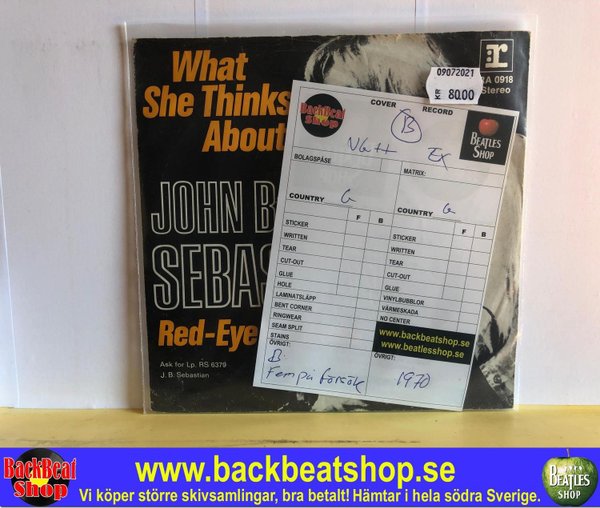 What
She Thinks
About
JOHN B
SEBAS
Red-Eye
Ask for Lp. RS 6379
J. B. Sebastian
r
RA 0918
Stereo
09072021
KR 80.00
BackBeat
Shop
COVER
RECORD
B
BEATLES
SHOP
VG++
Ex
BOLAGSPÅSE
MATRIX:
COUNTRY G
COUNTRY G
F B
F B
STICKER
STICKER
WRITTEN
WRITTEN
TEAR
TEAR
CUT-OUT
CUT-OUT
GLUE
GLUE
HOLE
VINYLBUBBLOR
LAMINATSLÄPP
VÄRMESKADA
BENT CORNER
NO CENTER
RINGWEAR
SEAM SPLIT
STAINS
www.backbeatshop.se
www.beatlesshop.se
ÖVRIGT:
ÖVRIGT:
B
1970
BackBeat
Shop
www.backbeatshop.se
Vi köper större skivsamlingar, bra betalt! Hämtar i hela södra Sverige.
BEATLES
SHOP